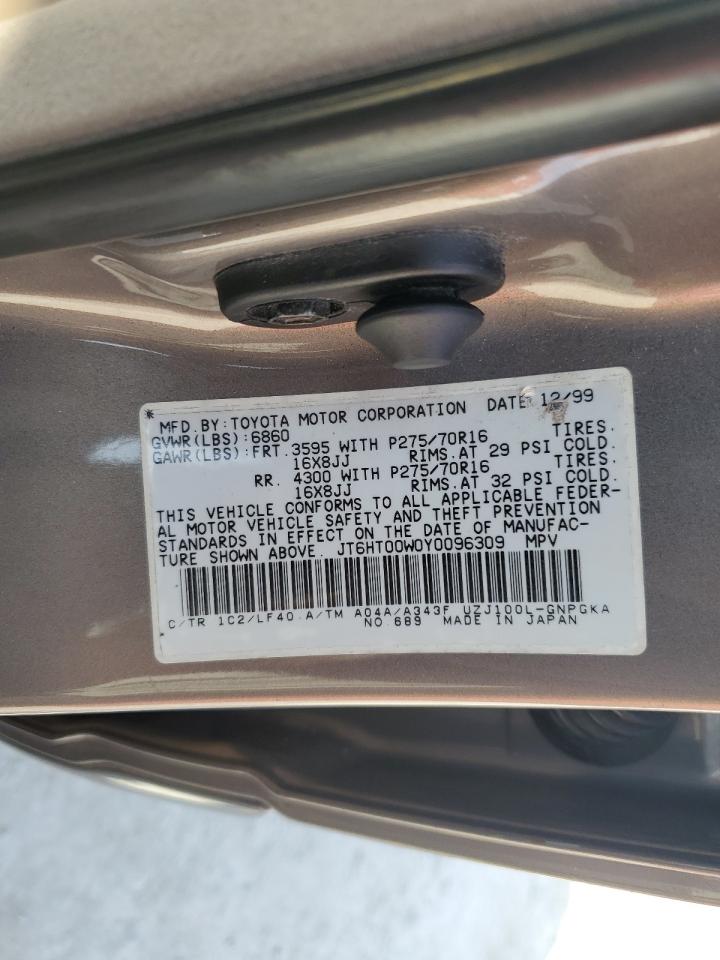 * MFD.BY:TOYOTA MOTOR CORPORATION DATE 12/99
GVWR(LBS):6860
GAWR(LBS):FRT.3595 WITH P275/70R16 TIRES.
16X8JJ RIMS.AT 29 PSI COLD.
RR. 4300 WITH P275/70R16 TIRES.
16X8JJ RIMS.AT 32 PSI COLD.
THIS VEHICLE CONFORMS TO ALL APPLICABLE FEDER-
AL MOTOR VEHICLE SAFETY AND THEFT PREVENTION
STANDARDS IN EFFECT ON THE DATE OF MANUFAC-
TURE SHOWN ABOVE. JT6HT00W0Y0096309 MPV
C/TR 1C2/LF40 A/TM A04A/A343F UZJ100L-GNPGKA
NO.689 MADE IN JAPAN